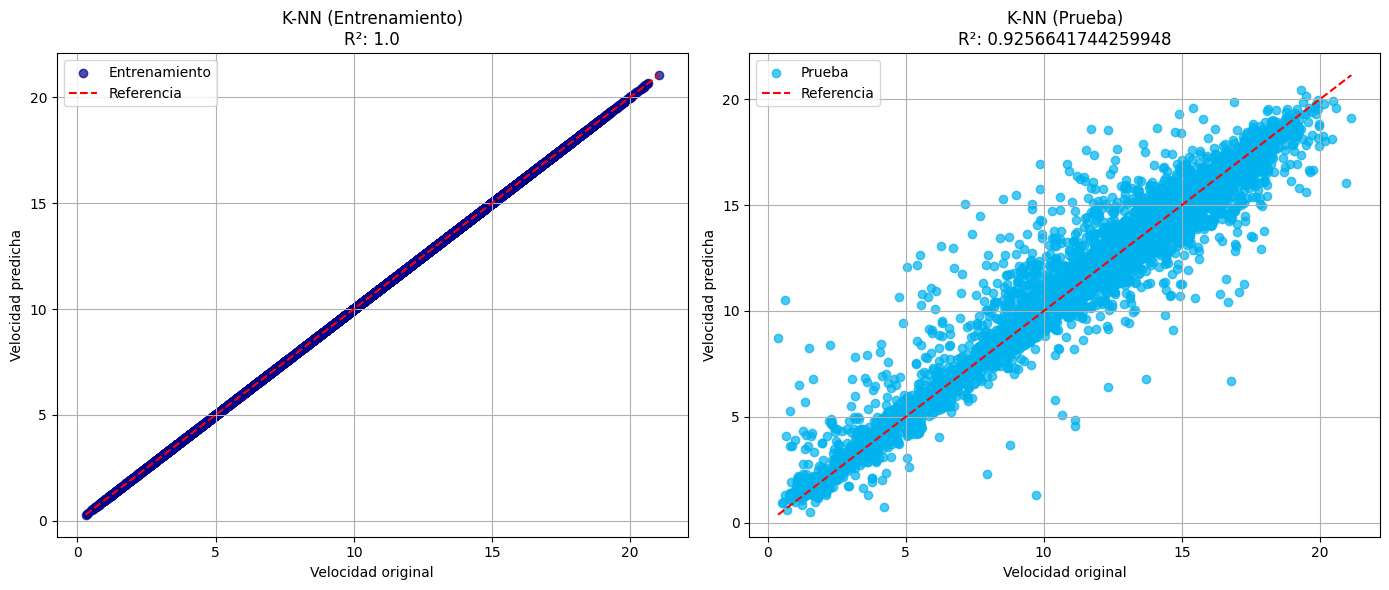 K-NN (Entrenamiento)
R²: 1.0
Entrenamiento
Referencia
20
15
10
5
0
Velocidad predicha
0
5
10
15
20
Velocidad original
K-NN (Prueba)
R²: 0.9256641744259948
Prueba
Referencia
20
15
10
5
0
Velocidad predicha
0
5
10
15
20
Velocidad original